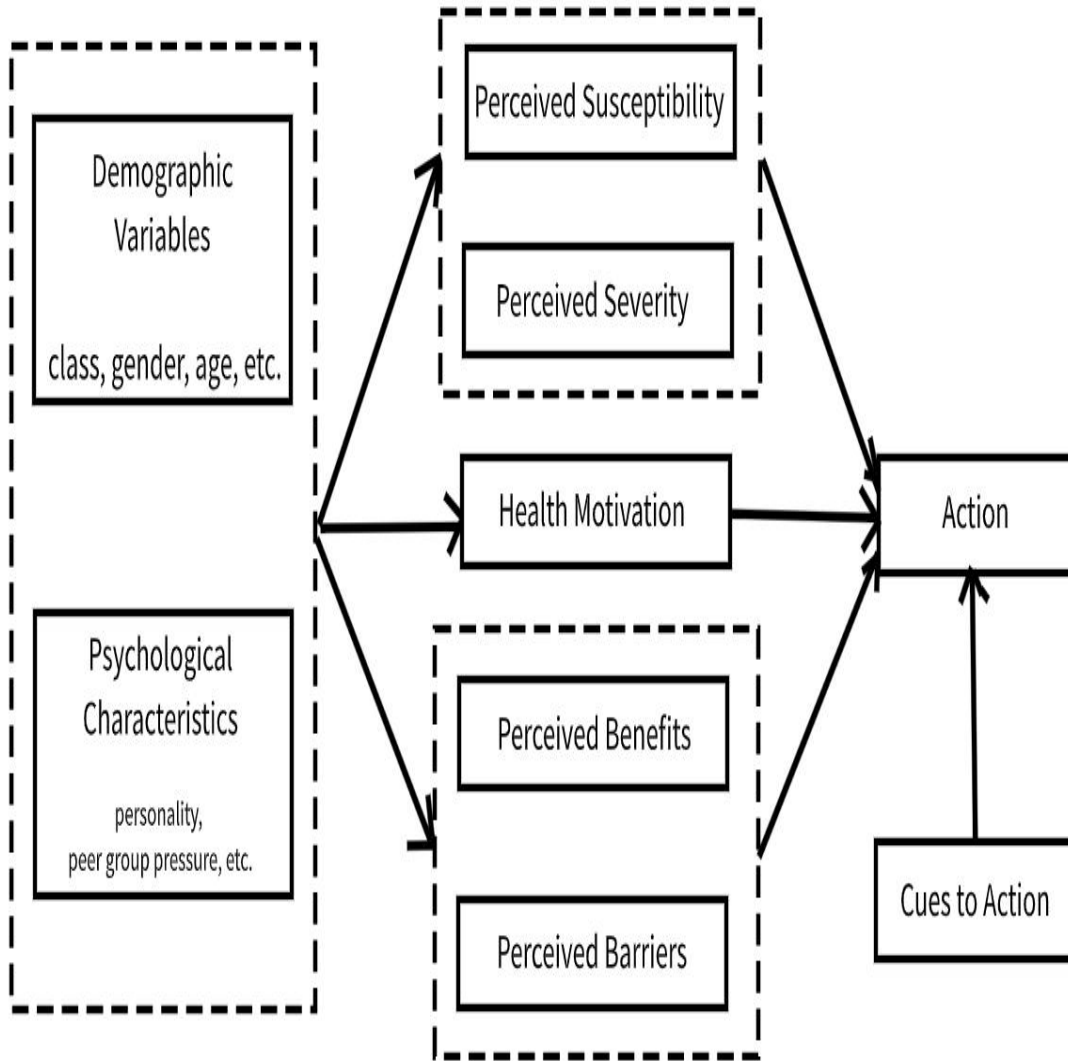 Demographic
Variables
class, gender, age, etc.
Psychological
Characteristics
personality,
peer group pressure, etc.
Perceived Susceptibility
Perceived Severity
Health Motivation
Perceived Benefits
Perceived Barriers
Action
Cues to Action